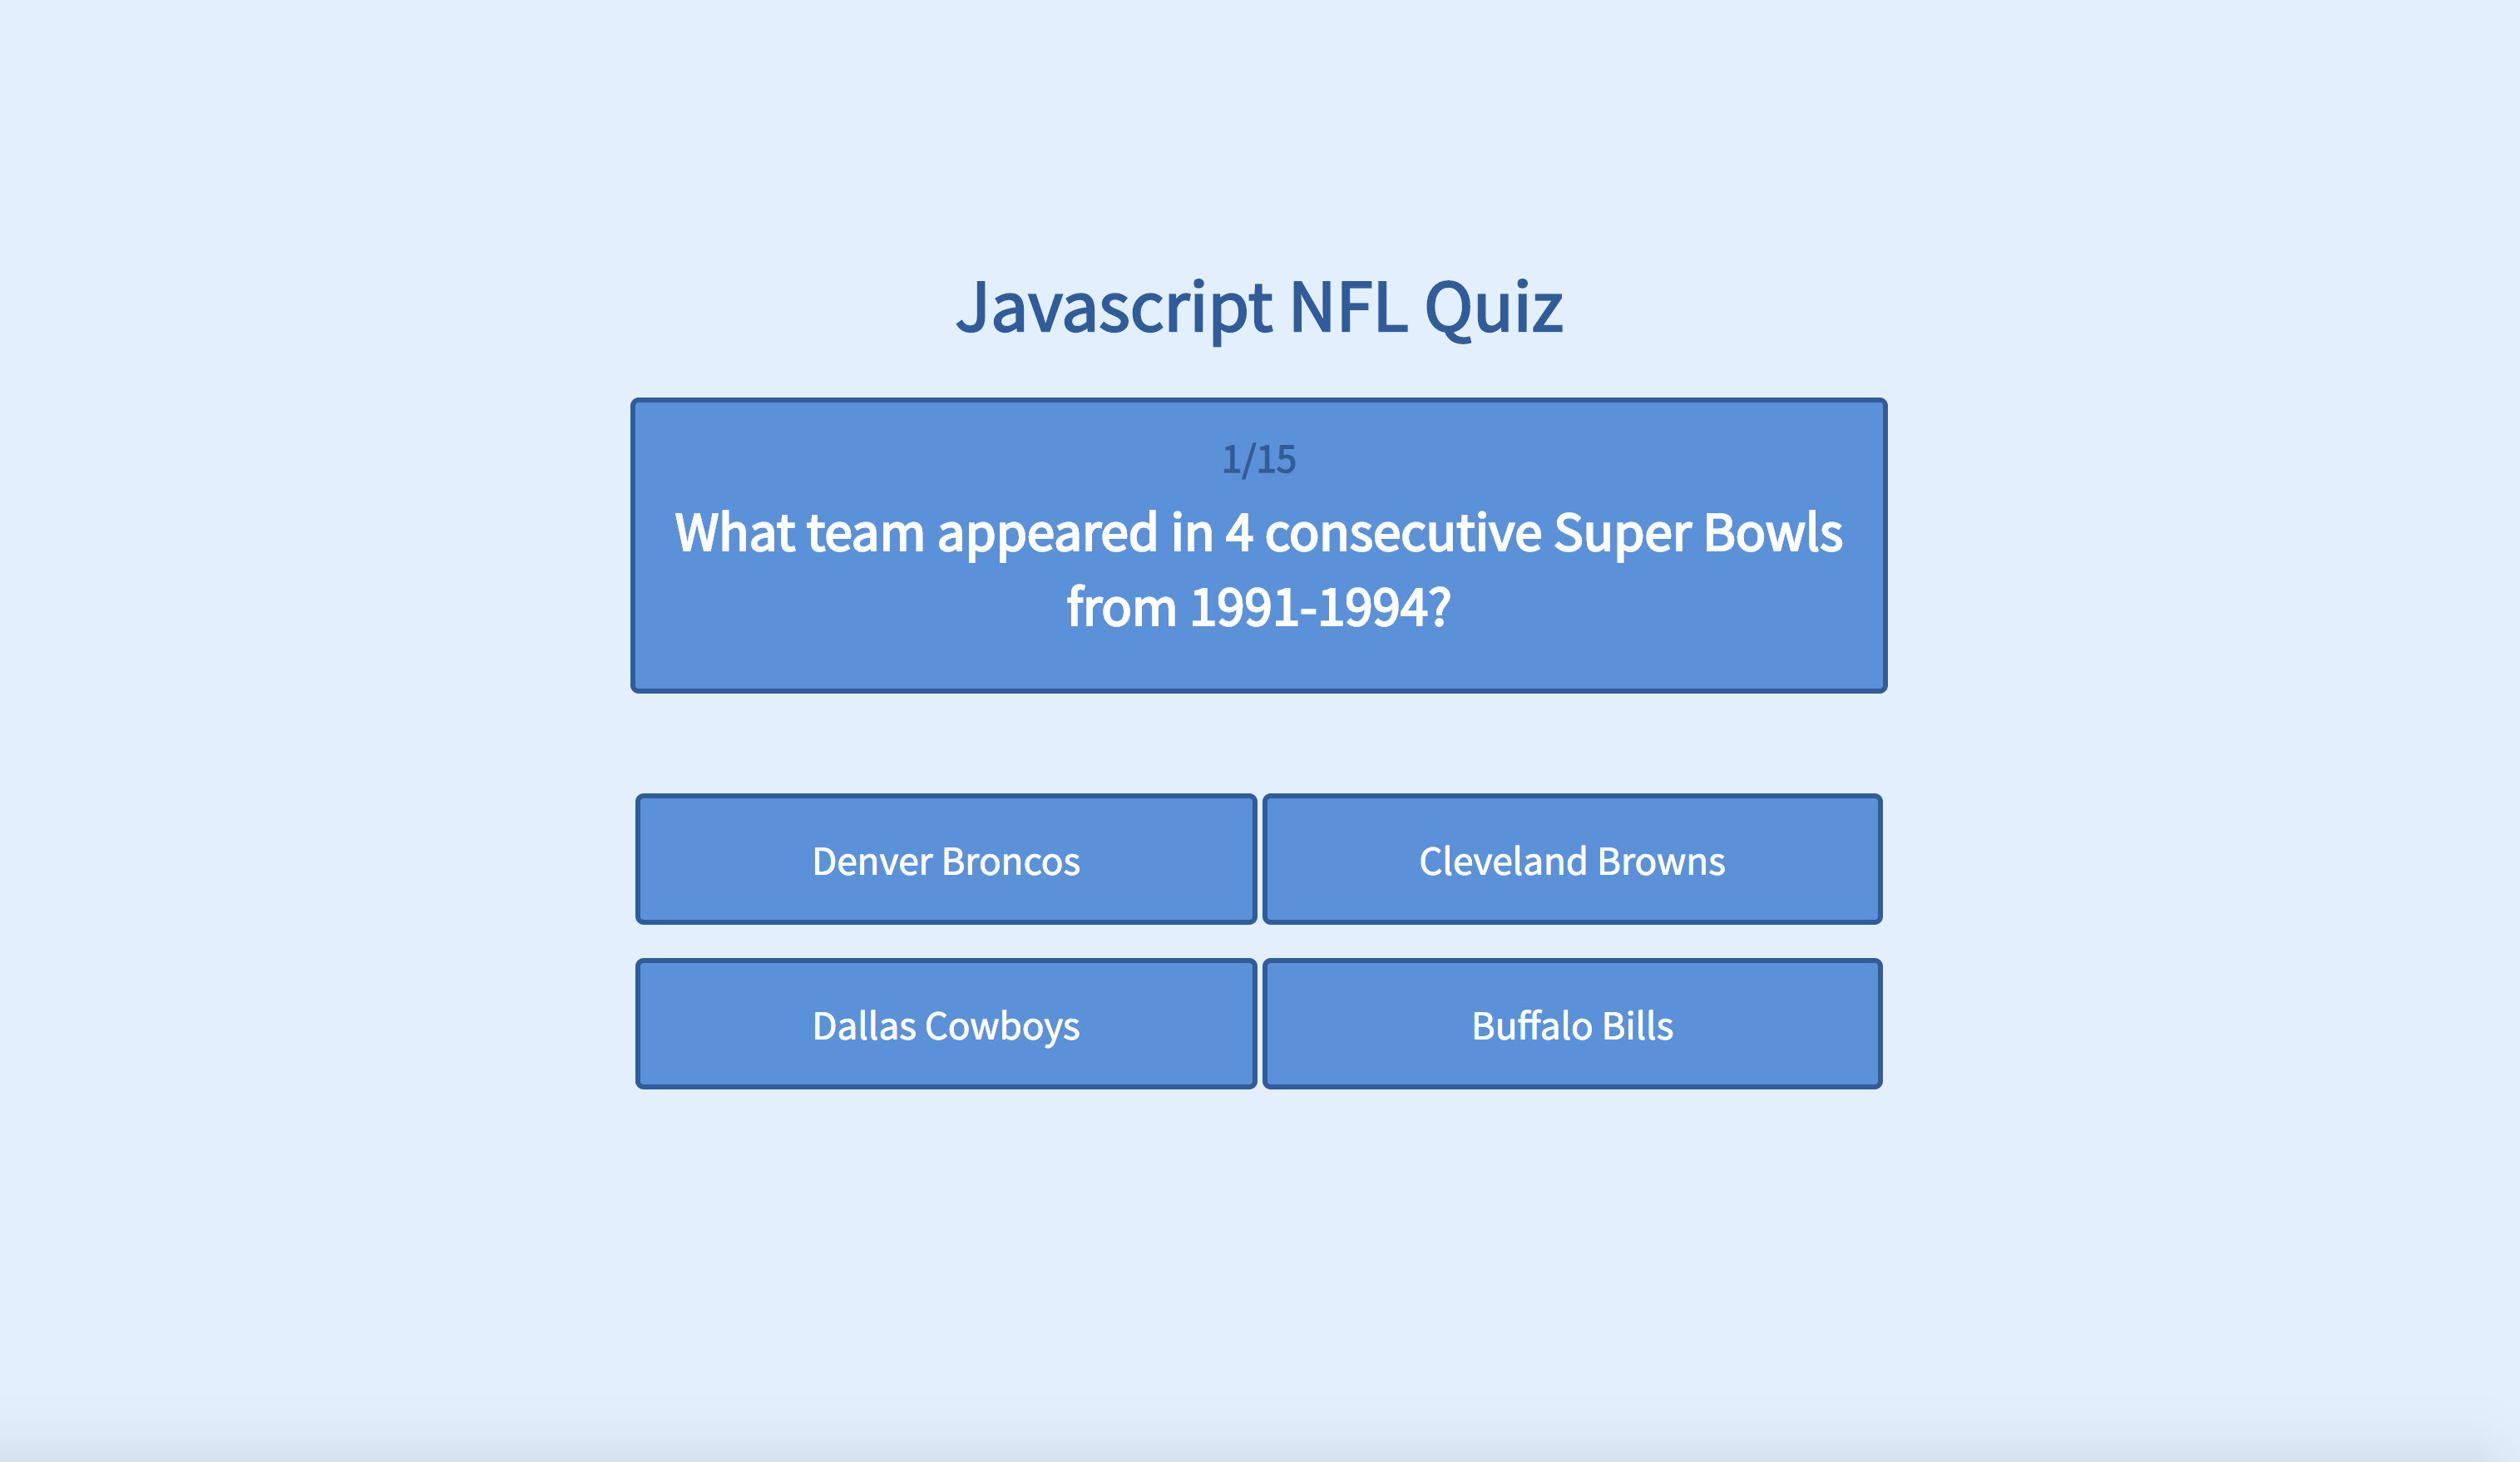 Javascript NFL Quiz
1/15
What team appeared in 4 consecutive Super Bowls
from 1991-1994?
Denver Broncos
Cleveland Browns
Dallas Cowboys
Buffalo Bills